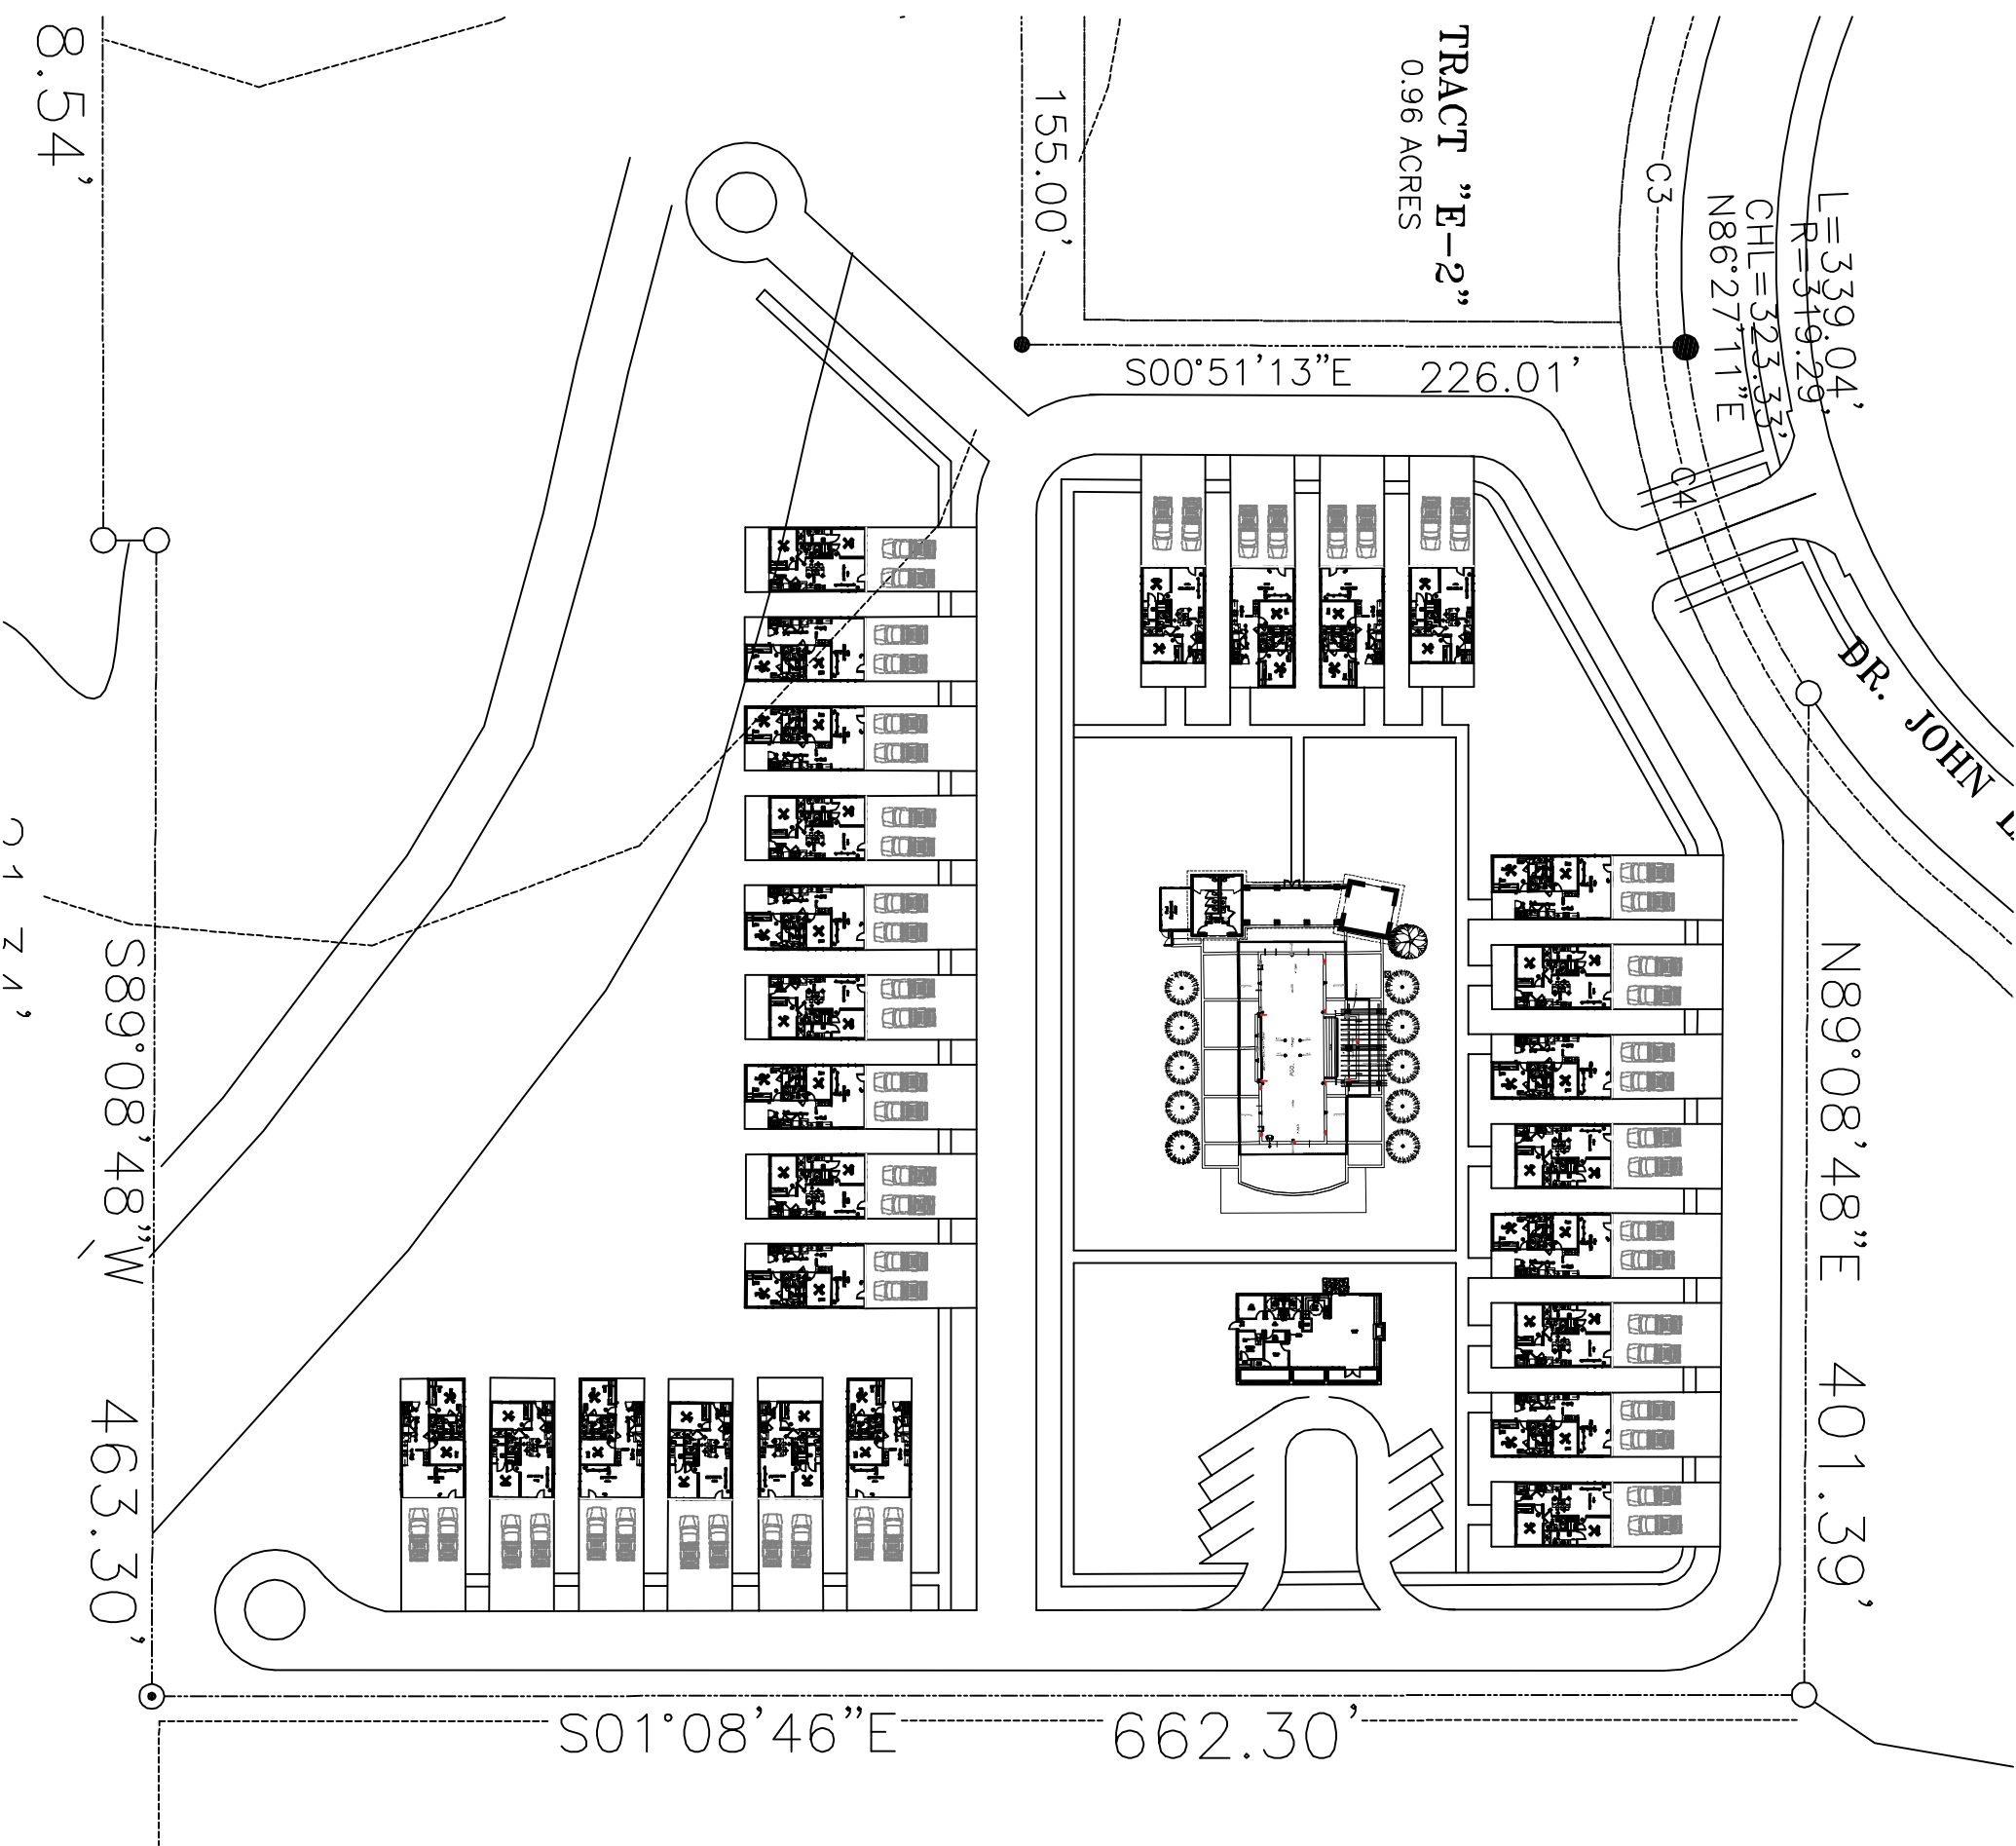 8.54'
155.00'
TRACT "E-2"
0.96 ACRES
C3
L=339.04'
R=319.29'
CHL=323.33'
N86°27'11"E
S00°51'13"E 226.01'
C4
DR. JOHN
S89°08'48"W 463.30'
N89°08'48"E 401.39'
POOL
S01°08'46"E 662.30'